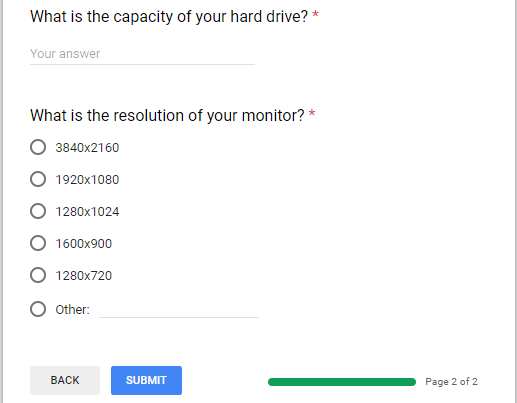 What is the capacity of your hard drive? *
Your answer
What is the resolution of your monitor? *
3840x2160
1920x1080
1280x1024
1600x900
1280x720
Other:
BACK SUBMIT Page 2 of 2